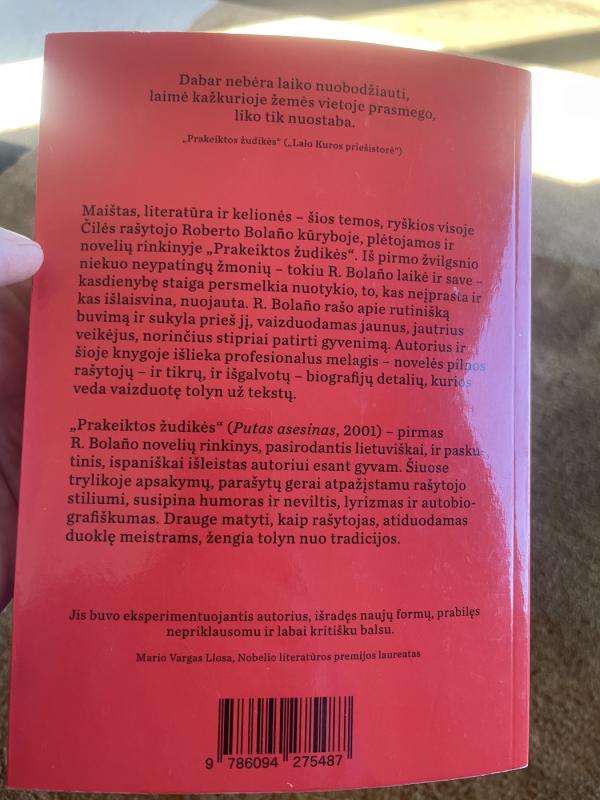 Dabar nebėra laiko nuobodžiauti,
laimė kažkurioje žemės vietoje prasmego,
liko tik nuostaba.
„Prakeiktos žudikės“ („Lalo Kuros priešistorė“)
Maištas, literatūra ir kelionės – šios temos, ryškios visoje
Čilės rašytojo Roberto Bolaño kūryboje, plėtojamos ir
novelių rinkinyje „Prakeiktos žudikės“. Iš pirmo žvilgsnio
niekuo neypatingų žmonių – tokiu R. Bolaño laikė ir save –
kasdienybę staiga persmelkia nuotykio, to, kas neįprasta ir
kas išlaisvina, nuojauta. R. Bolaño rašo apie rutinišką
buvimą ir sukyla prieš jį, vaizduodamas jaunus, jautrius
veikėjus, norinčius stipriai patirti gyvenimą. Autorius ir
šioje knygoje išlieka profesionalus melagis – novelės pilnos
rašytojų – ir tikrų, ir išgalvotų – biografijų detalių, kurios
veda vaizduotę tolyn už tekstų.
„Prakeiktos žudikės“ (Putas asesinas, 2001) – pirmas
R. Bolaño novelių rinkinys, pasirodantis lietuviškai, ir pasku-
tinis, ispaniškai išleistas autoriui esant gyvam. Šiuose
trylikoje apsakymų, parašytų gerai atpažįstamu rašytojo
stiliumi, susipina humoras ir neviltis, lyrizmas ir autobio-
grafiškumas. Drauge matyti, kaip rašytojas, atiduodamas
duoklę meistrams, žengia tolyn nuo tradicijos.
Jis buvo eksperimentuojantis autorius, išradęs naujų formų, prabilęs
nepriklausomu ir labai kritišku balsu.
Mario Vargas Llosa, Nobelio literatūros premijos laureatas
9 786094 275487